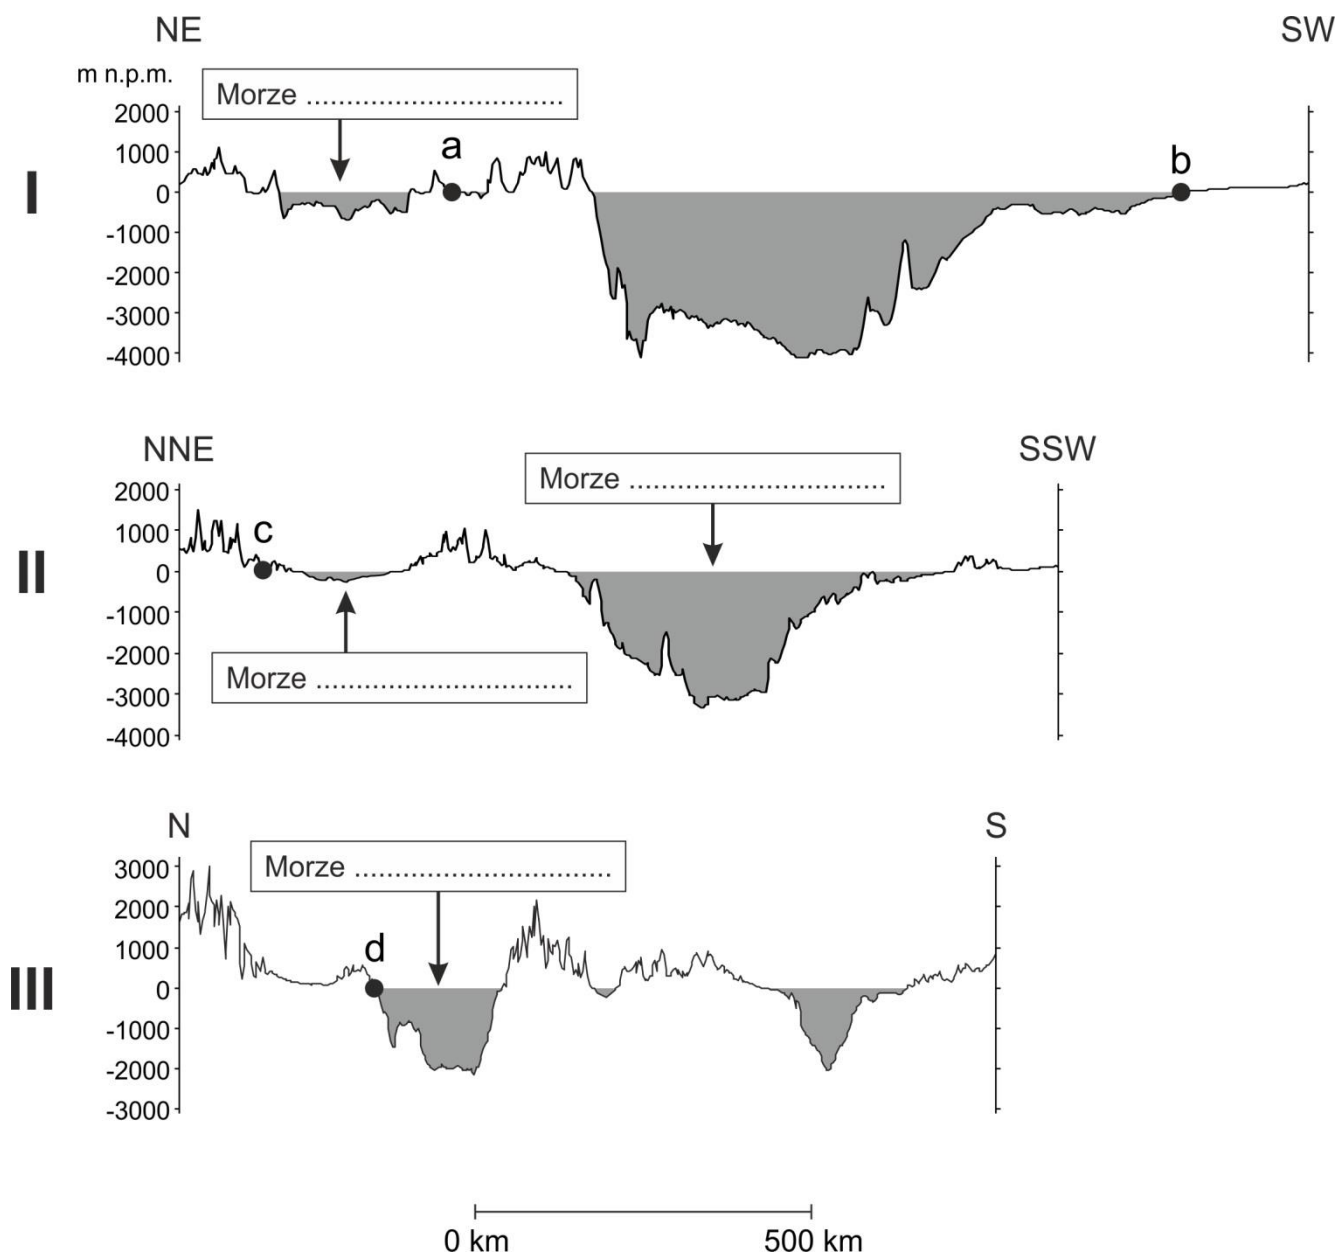 NE SW
m n.p.m.
Morze ................................
2000
1000
0
-1000
-2000
-3000
-4000
a
b
I
NNE SSW
Morze ................................
2000
1000
0
-1000
-2000
-3000
-4000
c
II
Morze ................................
N S
Morze ................................
3000
2000
1000
0
-1000
-2000
-3000
d
III
0 km 500 km